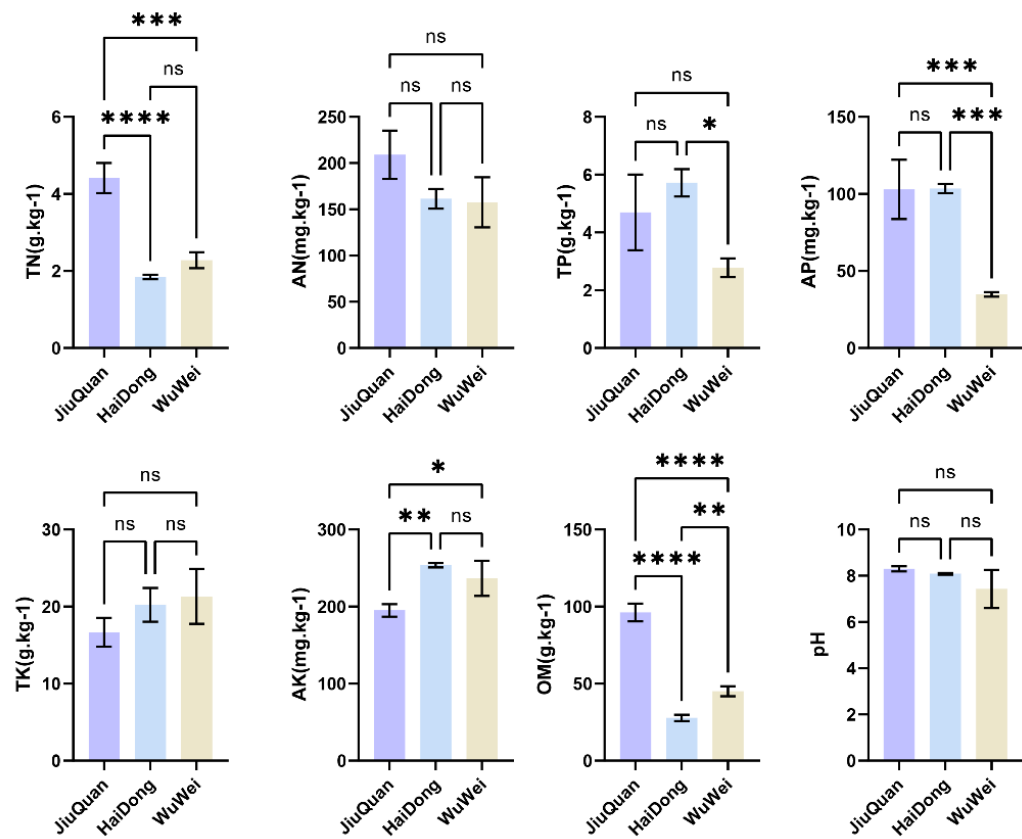 ***
ns
****
6
4
2
0
TN(g.kg-1)
JiuQuan
HaiDong
WuWei
ns
ns
ns
250
200
150
100
50
0
AN(mg.kg-1)
JiuQuan
HaiDong
WuWei
ns
ns
*
8
6
4
2
0
TP(g.kg-1)
JiuQuan
HaiDong
WuWei
***
ns
***
150
100
50
0
AP(mg.kg-1)
JiuQuan
HaiDong
WuWei
ns
ns
ns
30
20
10
0
TK(g.kg-1)
JiuQuan
HaiDong
WuWei
*
**
ns
300
200
100
0
AK(mg.kg-1)
JiuQuan
HaiDong
WuWei
****
**
****
150
100
50
0
OM(g.kg-1)
JiuQuan
HaiDong
WuWei
ns
ns
ns
10
8
6
4
2
0
pH
JiuQuan
HaiDong
WuWei